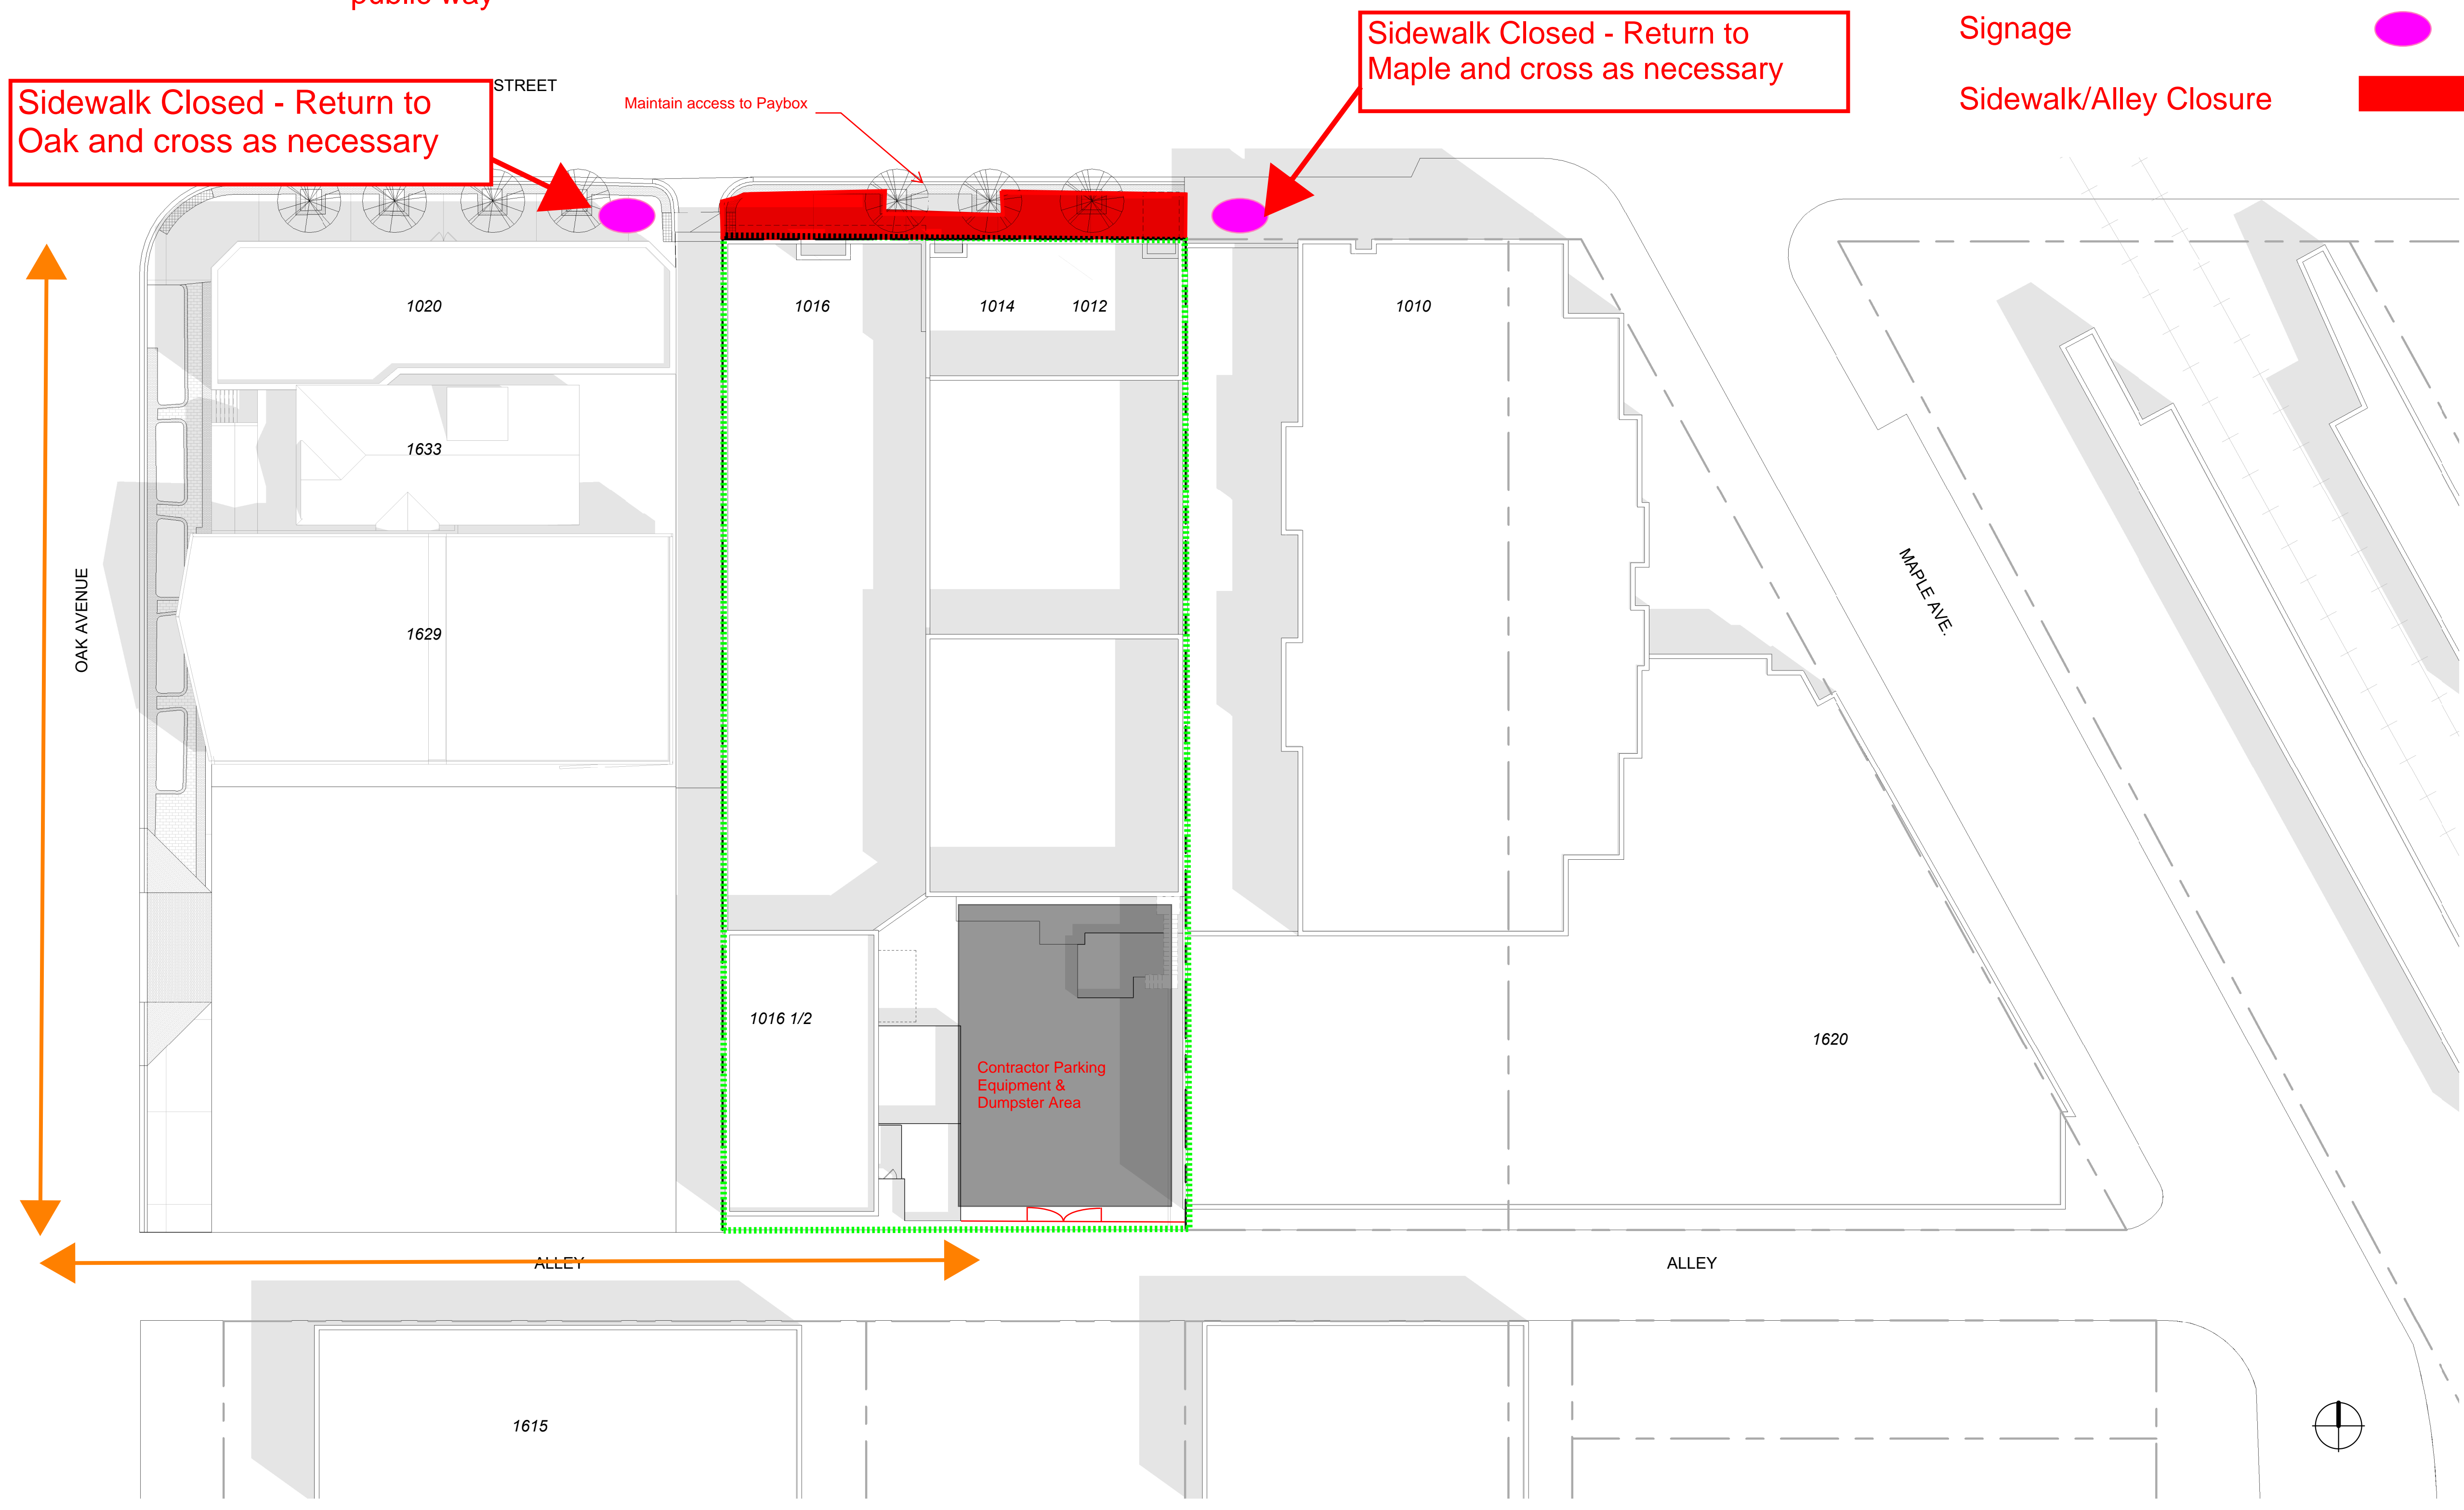 public way
Sidewalk Closed - Return to
Maple and cross as necessary
Signage
Sidewalk/Alley Closure
STREET
Sidewalk Closed - Return to
Oak and cross as necessary
Maintain access to Paybox
1020
1016
1014
1012
1010
1633
OAK AVENUE
1629
MAPLE AVE.
1016 1/2
Contractor Parking
Equipment &
Dumpster Area
1620
ALLEY
ALLEY
1615